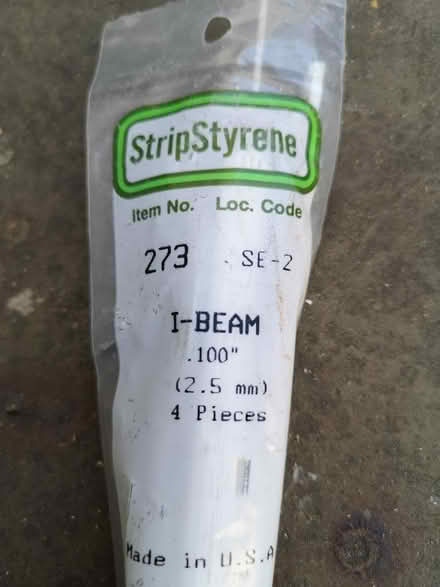 StripStyrene
Item No. Loc. Code
273 SE-2
I-BEAM
.100"
(2.5 mm)
4 Pieces
Made in U.S.A